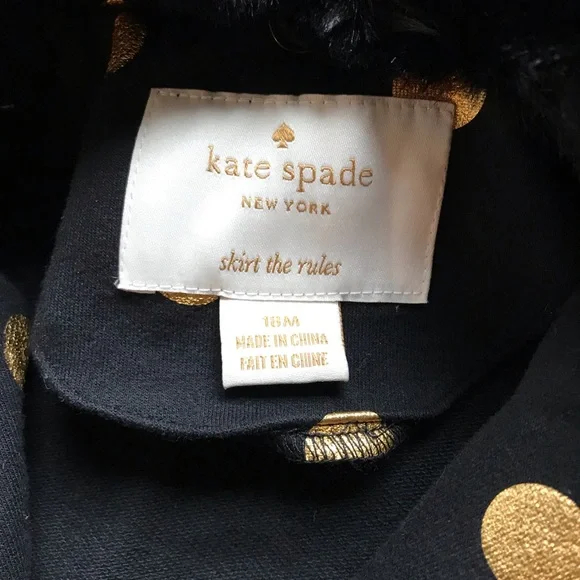 kate spade
NEW YORK
skirt the rules
18M
MADE IN CHINA
FAIT EN CHINE